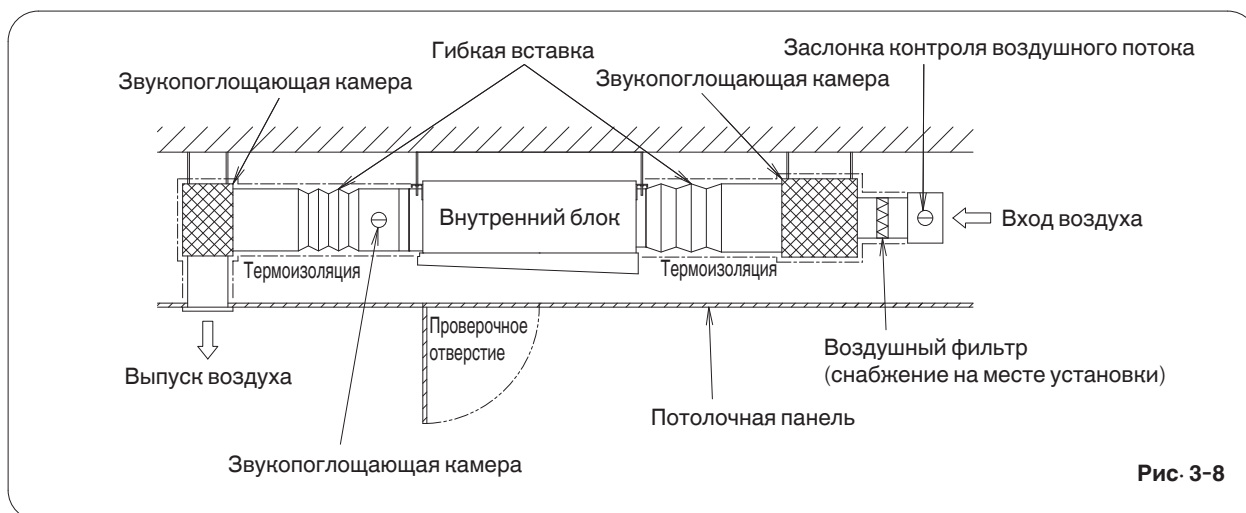 Гибкая вставка
Заслонка контроля воздушного потока
Звукопоглощающая камера
Звукопоглощающая камера
Внутренний блок
Вход воздуха
Термоизоляция
Термоизоляция
Проверочное
отверстие
Воздушный фильтр
(снабжение на месте установки)
Выпуск воздуха
Потолочная панель
Звукопоглощающая камера
Рис. 3-8